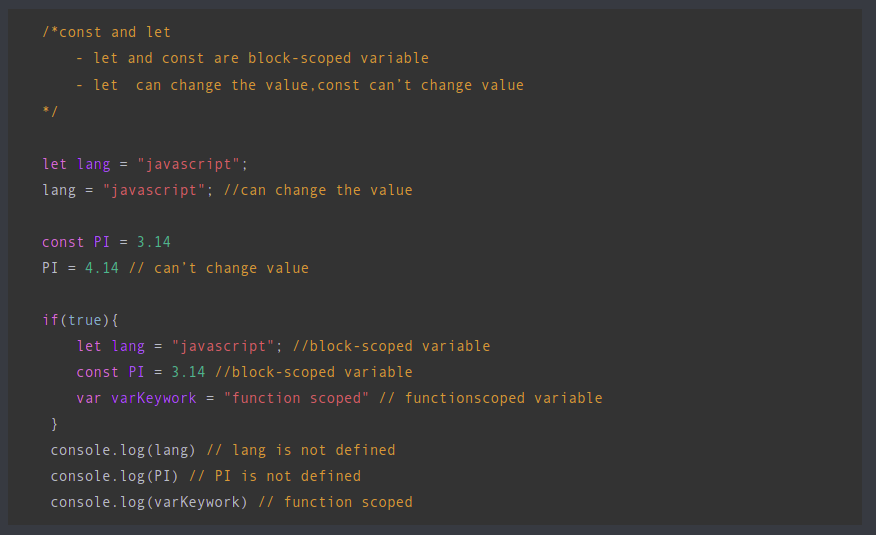 /*const and let
- let and const are block-scoped variable
- let  can change the value,const can't change value
*/
let lang = "javascript";
lang = "javascript"; //can change the value
const PI = 3.14
PI = 4.14 // can't change value
if(true){
let lang = "javascript"; //block-scoped variable
const PI = 3.14 //block-scoped variable
var varKeywork = "function scoped" // functionscoped variable
}
console.log(lang) // lang is not defined
console.log(PI) // PI is not defined
console.log(varKeywork) // function scoped